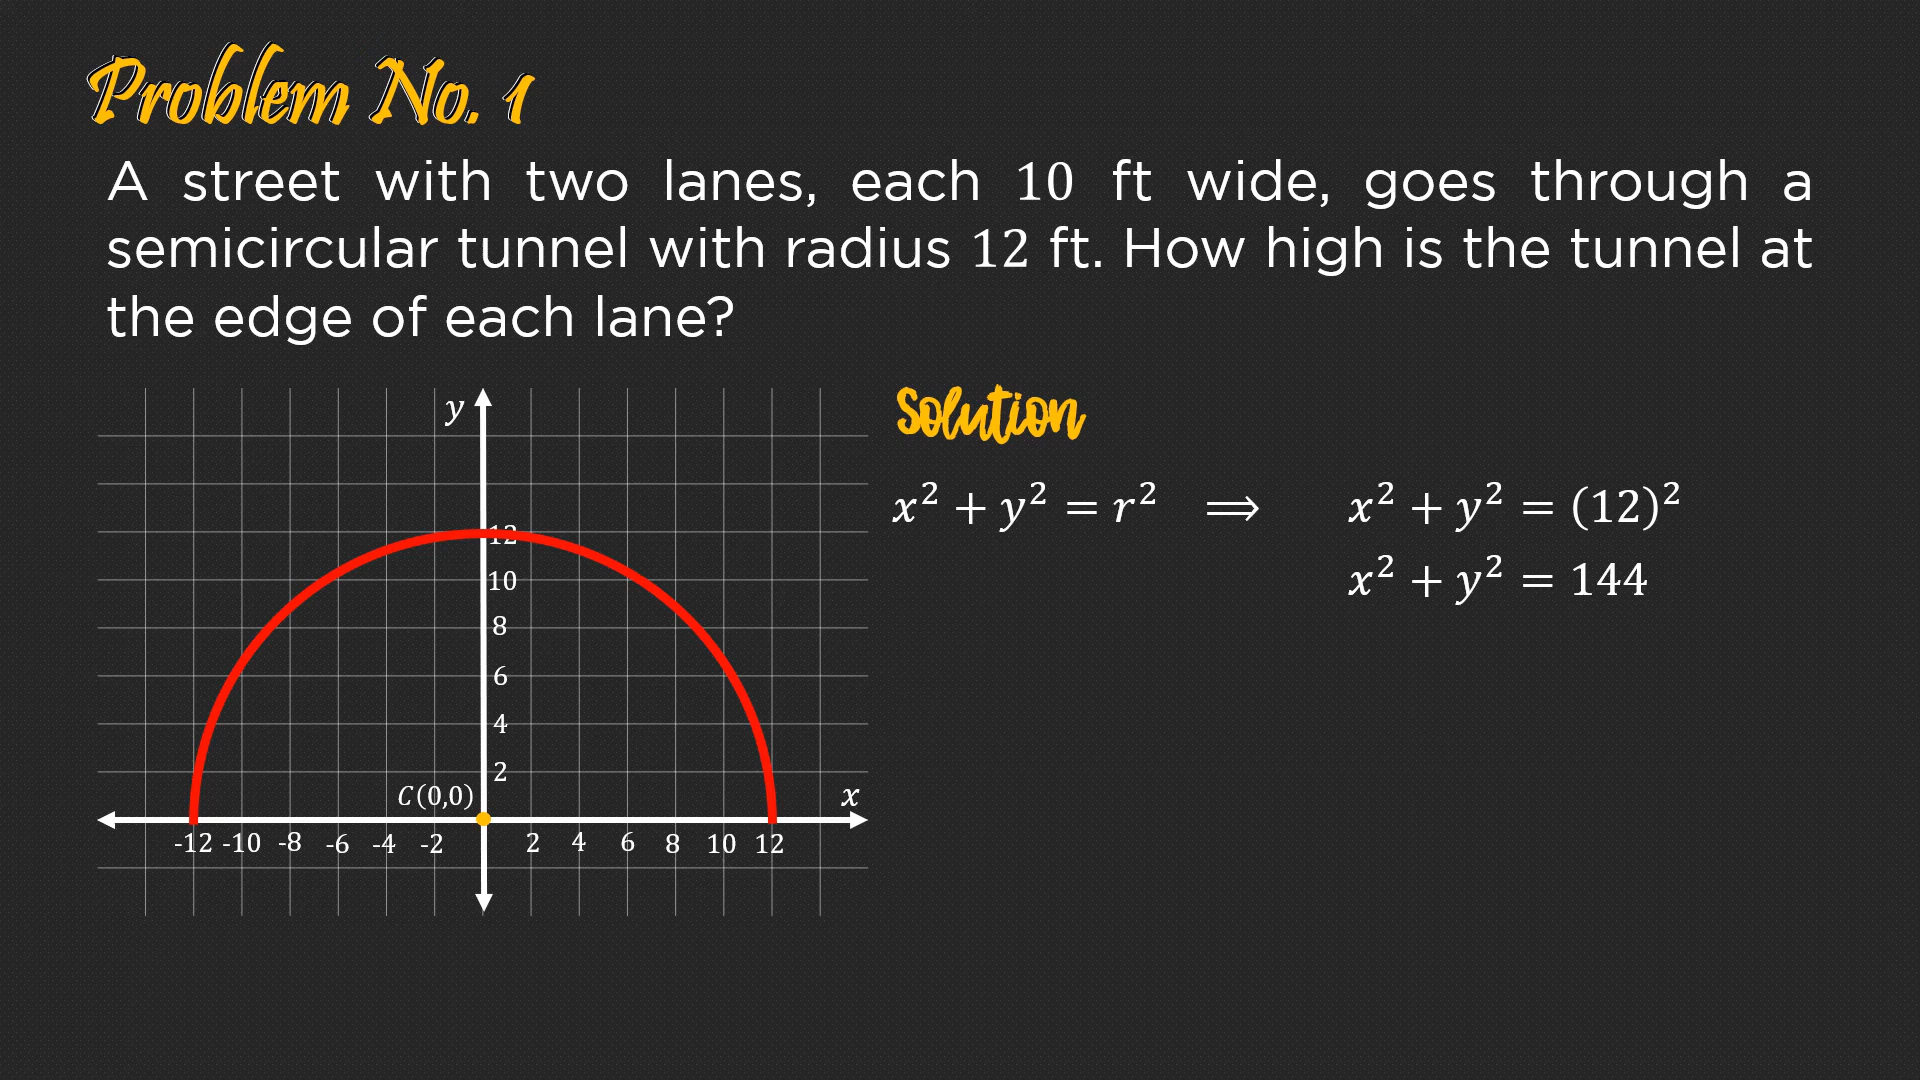 Problem No. 1
A street with two lanes, each 10 ft wide, goes through a
semicircular tunnel with radius 12 ft. How high is the tunnel at
the edge of each lane?
Solution
x² + y² = r² ⟹ x² + y² = (12)²
x² + y² = 144
y
12
10
8
6
4
2
C(0,0)
x
-12 -10 -8 -6 -4 -2 2 4 6 8 10 12